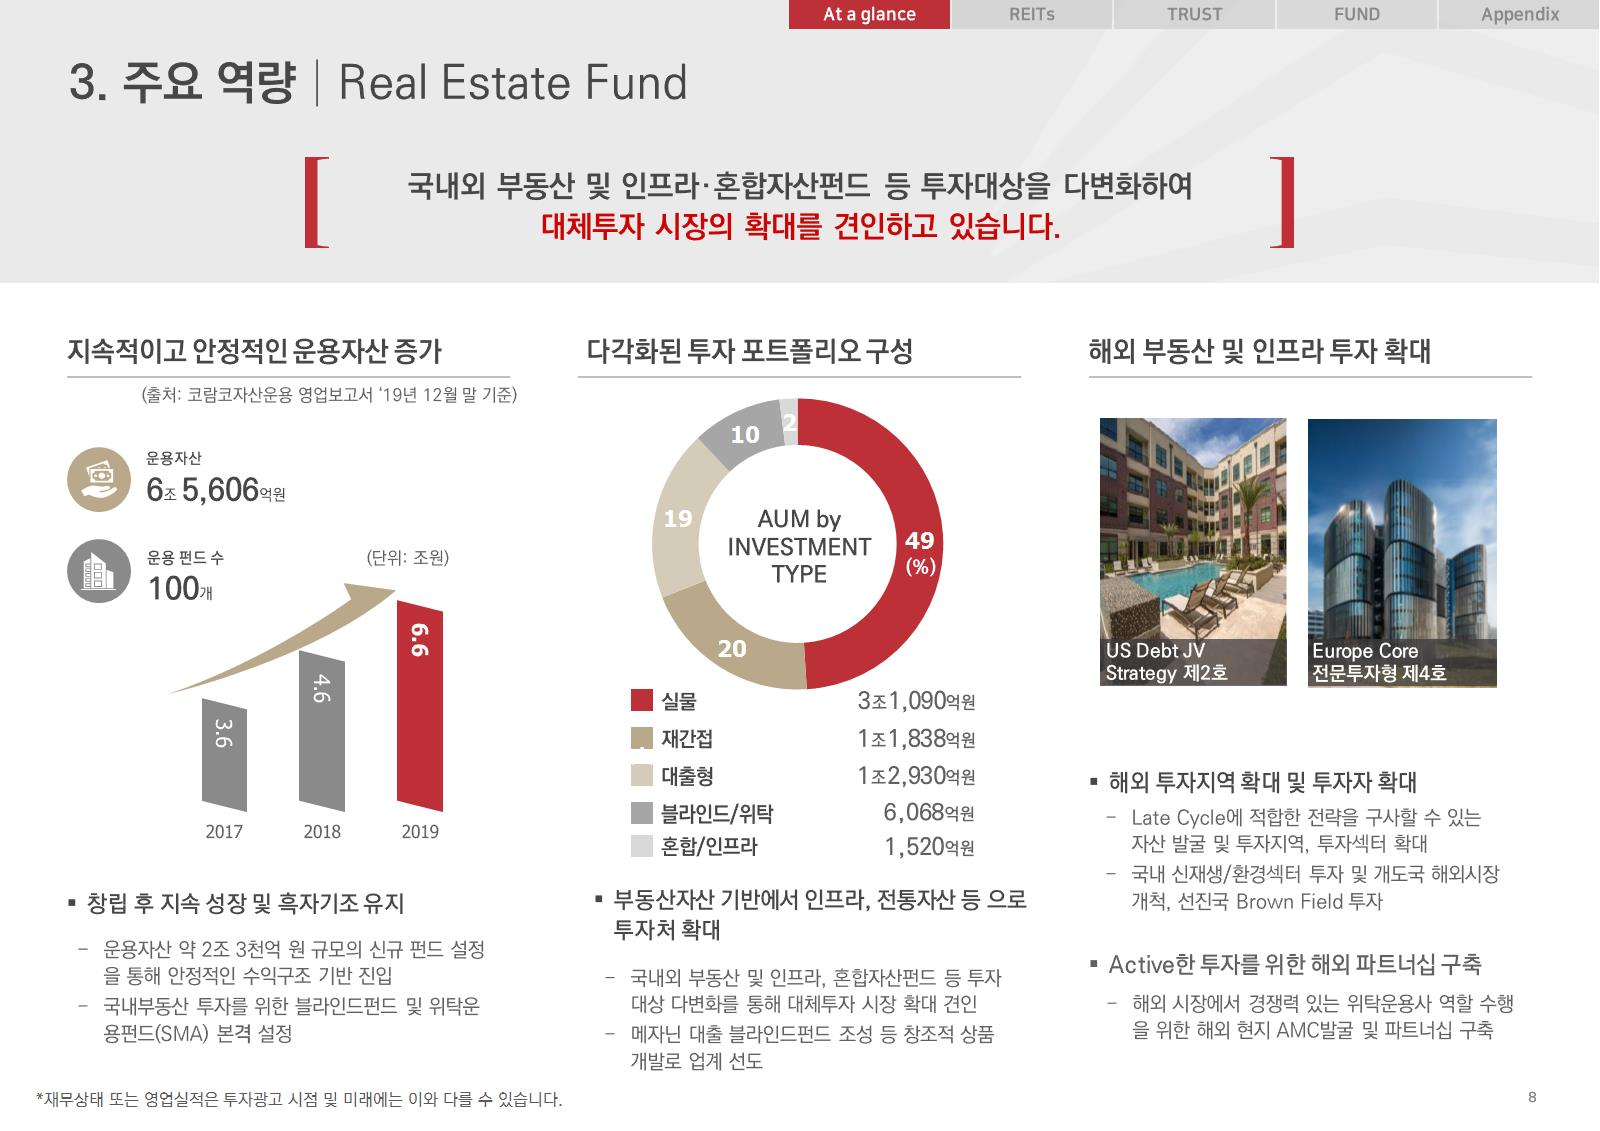 At a glance
REITs
TRUST
FUND
Appendix
3. 주요 역량 | Real Estate Fund
국내외 부동산 및 인프라·혼합자산펀드 등 투자대상을 다변화하여
대체투자 시장의 확대를 견인하고 있습니다.
지속적이고 안정적인 운용자산 증가
(출처: 코람코자산운용 영업보고서 ‘19년 12월 말 기준)
운용자산
6조 5,606억원
운용 펀드 수
100개
(단위: 조원)
3.6
4.6
6.6
2017
2018
2019
▪ 창립 후 지속 성장 및 흑자기조 유지
– 운용자산 약 2조 3천억 원 규모의 신규 펀드 설정
을 통해 안정적인 수익구조 기반 진입
– 국내부동산 투자를 위한 블라인드펀드 및 위탁운
용펀드(SMA) 본격 설정
다각화된 투자 포트폴리오 구성
2
10
19
20
49
(%)
AUM by
INVESTMENT
TYPE
실물 3조1,090억원
재간접 1조1,838억원
대출형 1조2,930억원
블라인드/위탁 6,068억원
혼합/인프라 1,520억원
▪ 부동산자산 기반에서 인프라, 전통자산 등 으로
투자처 확대
– 국내외 부동산 및 인프라, 혼합자산펀드 등 투자
대상 다변화를 통해 대체투자 시장 확대 견인
– 메자닌 대출 블라인드펀드 조성 등 창조적 상품
개발로 업계 선도
해외 부동산 및 인프라 투자 확대
US Debt JV
Strategy 제2호
Europe Core
전문투자형 제4호
▪ 해외 투자지역 확대 및 투자자 확대
– Late Cycle에 적합한 전략을 구사할 수 있는
자산 발굴 및 투자지역, 투자섹터 확대
– 국내 신재생/환경섹터 투자 및 개도국 해외시장
개척, 선진국 Brown Field 투자
▪ Active한 투자를 위한 해외 파트너십 구축
– 해외 시장에서 경쟁력 있는 위탁운용사 역할 수행
을 위한 해외 현지 AMC발굴 및 파트너십 구축
*재무상태 또는 영업실적은 투자광고 시점 및 미래에는 이와 다를 수 있습니다.
8